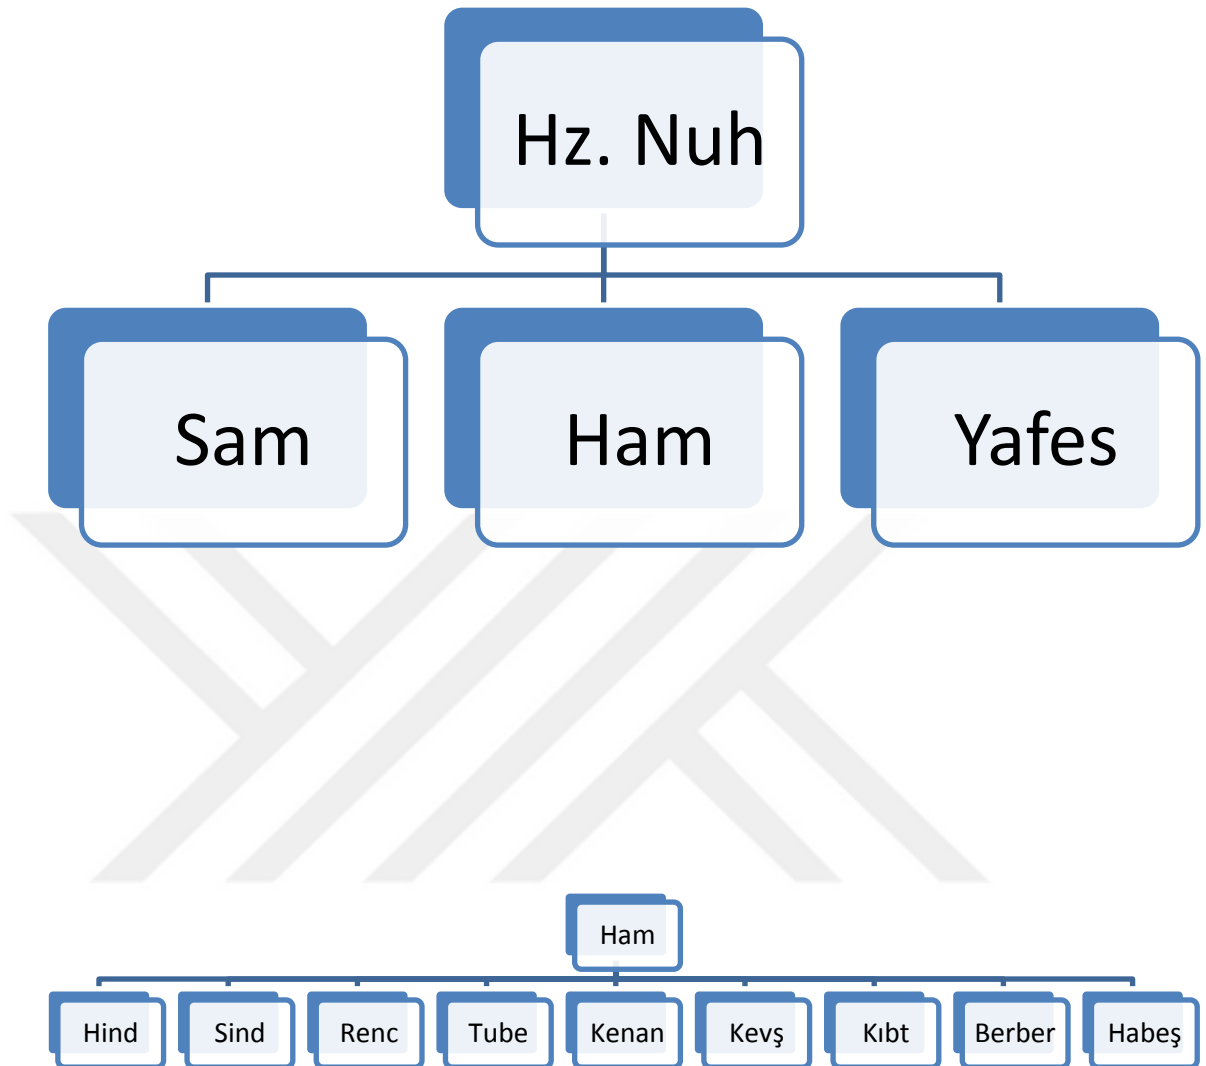 Hz. Nuh
Sam
Ham
Yafes
Ham
Hind
Sind
Renc
Tube
Kenan
Kevş
Kıbt
Berber
Habeş